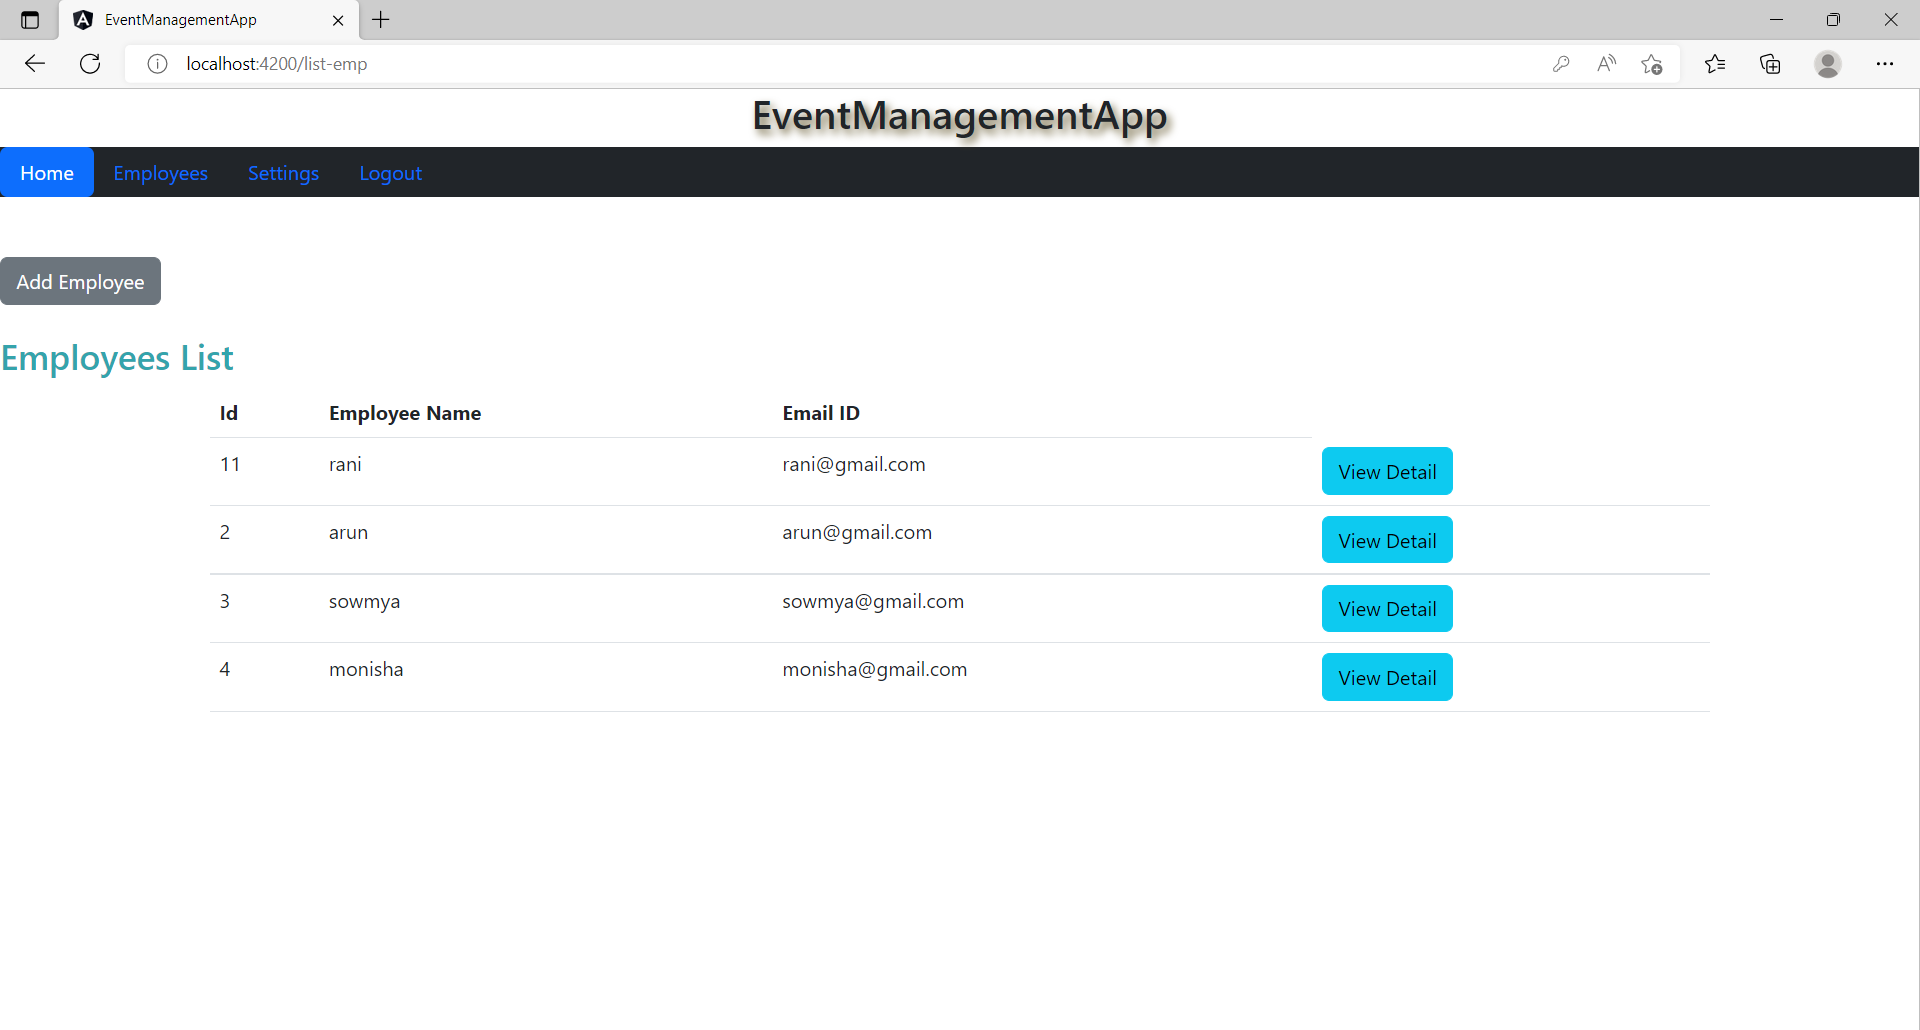 EventManagementApp
localhost:4200/list-emp
EventManagementApp
Home Employees Settings Logout
Add Employee
Employees List
Id Employee Name Email ID
11 rani rani@gmail.com View Detail
2 arun arun@gmail.com View Detail
3 sowmya sowmya@gmail.com View Detail
4 monisha monisha@gmail.com View Detail